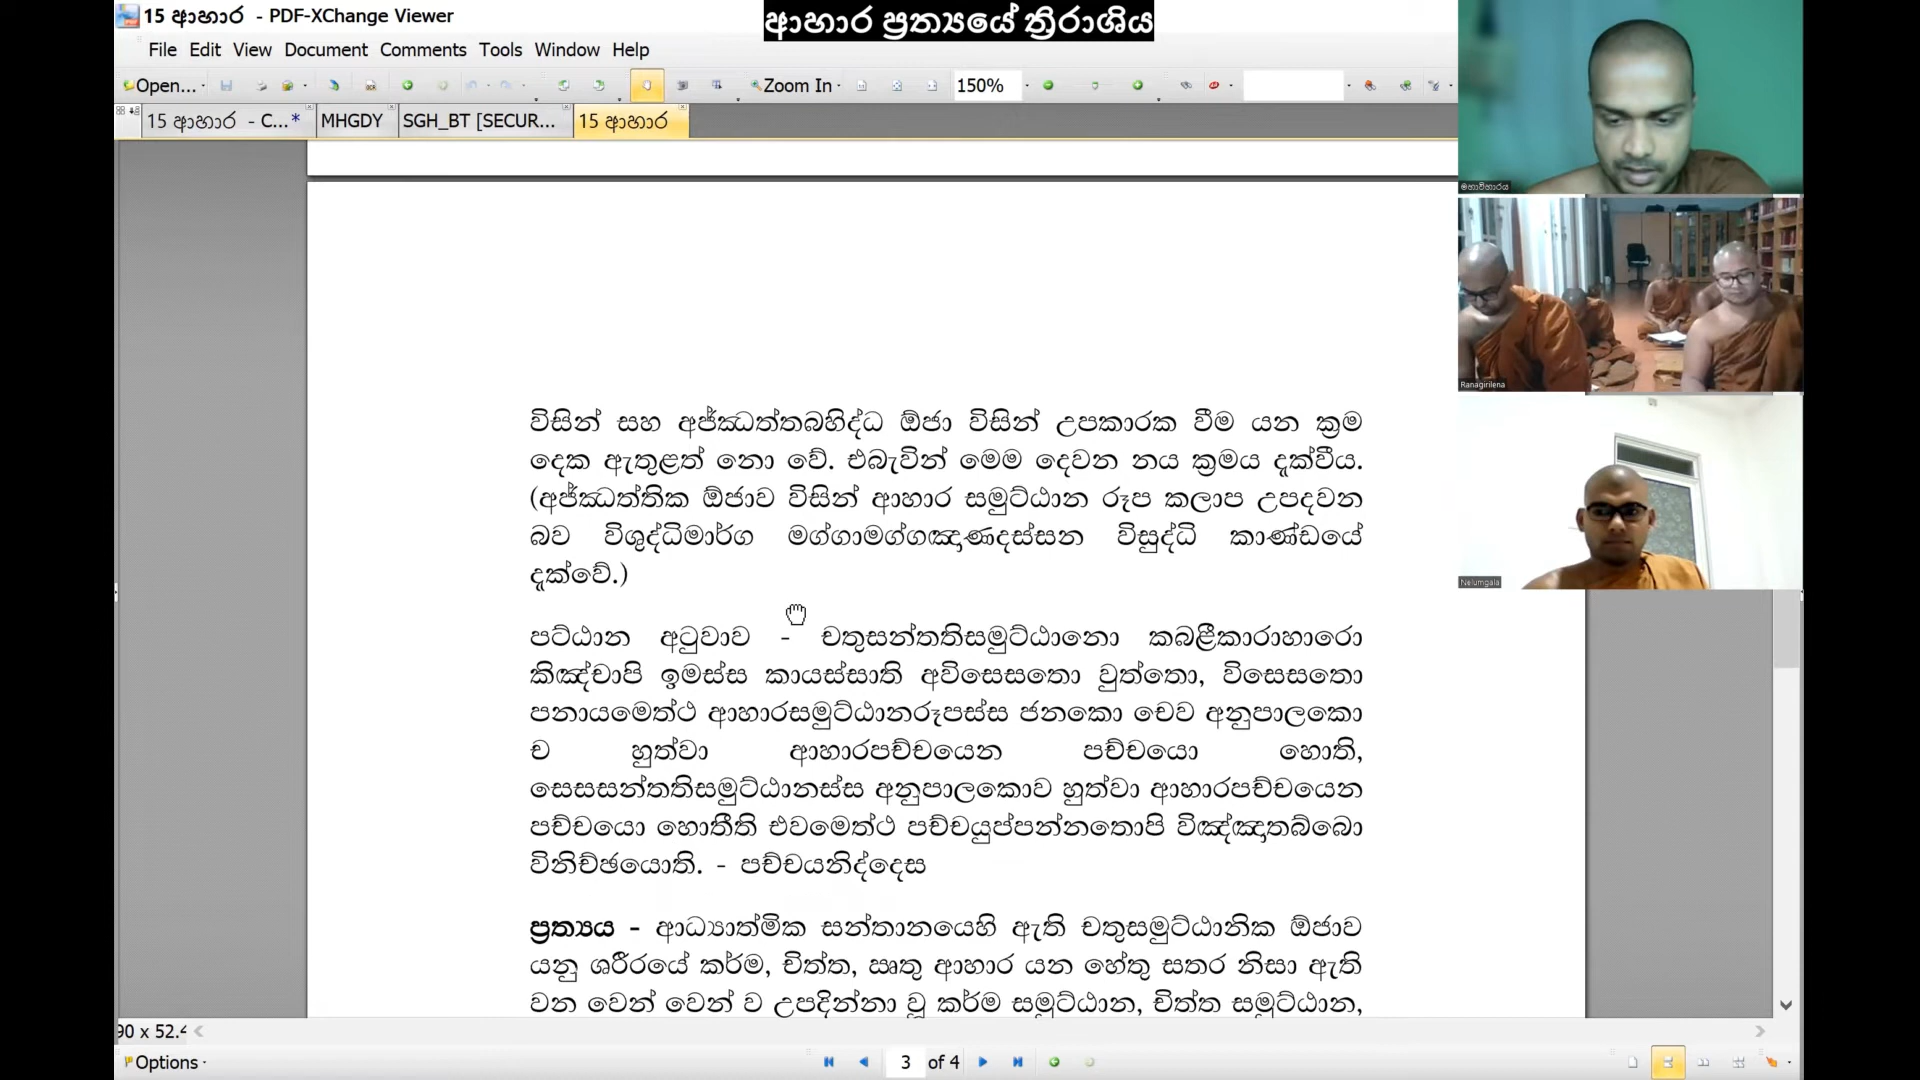 15 ආහාර - PDF-XChange Viewer
ආහාර ප්‍රත්‍යයේ ත්‍රිරාශිය
File Edit View Document Comments Tools Window Help
Open... Zoom In 150%
15 ආහාර - C...* MHGDY SGH_BT [SECUR... 15 ආහාර
මහාවිහාරය
Ranagirilena
Nelumgala
විසින් සහ අජ්ඣත්තබහිද්ධ ඕජා විසින් උපකාරක වීම යන ක්‍රම
දෙක ඇතුළත් නො වේ. එබැවින් මෙම දෙවන නය ක්‍රමය දැක්වීය.
(අජ්ඣත්තික ඕජාව විසින් ආහාර සමුට්ඨාන රූප කලාප උපදවන
බව විශුද්ධිමාර්ග මග්ගාමග්ගඤාණදස්සන විසුද්ධි කාණ්ඩයේ
දැක්වේ.)
පට්ඨාන අටුවාව - චතුසන්තතිසමුට්ඨානො කබළීකාරාහාරො
කිඤ්චාපි ඉමස්ස කායස්සාති අවිසෙසතො වුත්තො, විසෙසතො
පනායමෙත්ථ ආහාරසමුට්ඨානරූපස්ස ජනකො චෙව අනුපාලකො
ච හුත්වා ආහාරපච්චයෙන පච්චයො හොති,
සෙසසන්තතිසමුට්ඨානස්ස අනුපාලකොව හුත්වා ආහාරපච්චයෙන
පච්චයො හොතීති එවමෙත්ථ පච්චයුප්පන්නතොපි විඤ්ඤාතබ්බො
විනිච්ඡයොති. - පච්චයනිද්දෙස
ප්‍රත්‍යය - ආධ්‍යාත්මික සන්තානයෙහි ඇති චතුසමුට්ඨානික ඕජාව
යනු ශරීරයේ කර්ම, චිත්ත, ඍතු ආහාර යන හේතු සතර නිසා ඇති
වන වෙන් වෙන් ව උපදින්නා වූ කර්ම සමුට්ඨාන, චිත්ත සමුට්ඨාන,
90 x 52.4
Options 3 of 4